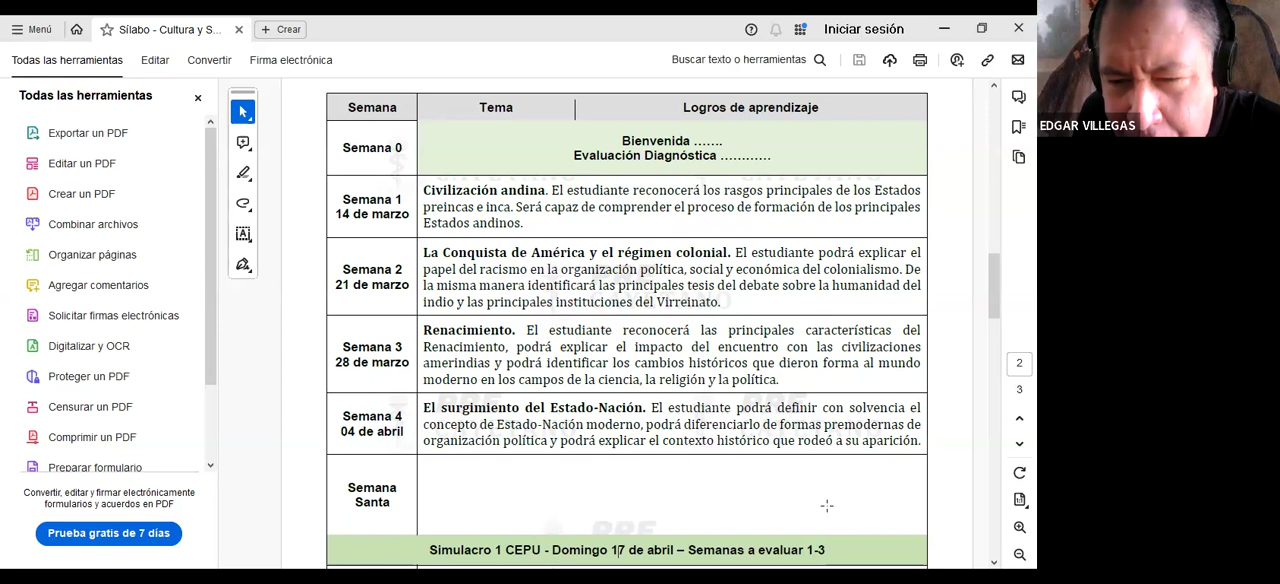 Menú
Sílabo - Cultura y S...
Crear
Iniciar sesión
Todas las herramientas
Editar
Convertir
Firma electrónica
Buscar texto o herramientas
Todas las herramientas
Exportar un PDF
Editar un PDF
Crear un PDF
Combinar archivos
Organizar páginas
Agregar comentarios
Solicitar firmas electrónicas
Digitalizar y OCR
Proteger un PDF
Censurar un PDF
Comprimir un PDF
Preparar formulario
Convertir, editar y firmar electrónicamente
formularios y acuerdos en PDF
Prueba gratis de 7 días
Semana
Tema
Logros de aprendizaje
Semana 0
Bienvenida .......
Evaluación Diagnóstica ............
Semana 1
14 de marzo
Civilización andina. El estudiante reconocerá los rasgos principales de los Estados
preincas e inca. Será capaz de comprender el proceso de formación de los principales
Estados andinos.
Semana 2
21 de marzo
La Conquista de América y el régimen colonial. El estudiante podrá explicar el
papel del racismo en la organización política, social y económica del colonialismo. De
la misma manera identificará las principales tesis del debate sobre la humanidad del
indio y las principales instituciones del Virreinato.
Semana 3
28 de marzo
Renacimiento. El estudiante reconocerá las principales características del
Renacimiento, podrá explicar el impacto del encuentro con las civilizaciones
amerindias y podrá identificar los cambios históricos que dieron forma al mundo
moderno en los campos de la ciencia, la religión y la política.
Semana 4
04 de abril
El surgimiento del Estado-Nación. El estudiante podrá definir con solvencia el
concepto de Estado-Nación moderno, podrá diferenciarlo de formas premodernas de
organización política y podrá explicar el contexto histórico que rodeó a su aparición.
Semana
Santa
Simulacro 1 CEPU - Domingo 17 de abril – Semanas a evaluar 1-3
2
3
EDGAR VILLEGAS